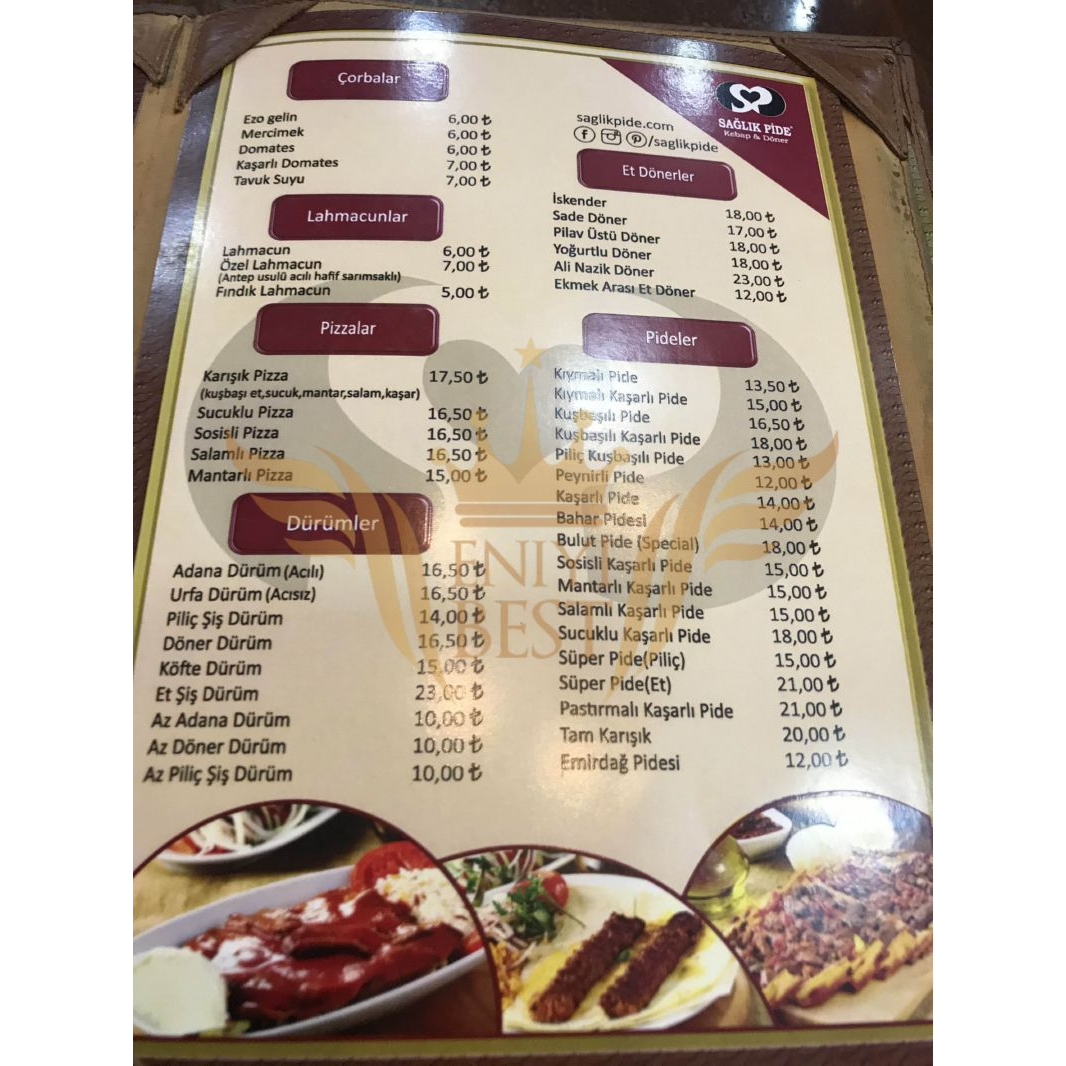 Çorbalar
Ezo gelin 6,00 ₺
Mercimek 6,00 ₺
Domates 6,00 ₺
Kaşarlı Domates 7,00 ₺
Tavuk Suyu 7,00 ₺
Lahmacunlar
Lahmacun 6,00 ₺
Özel Lahmacun 7,00 ₺
(Antep usulü acılı hafif sarımsaklı)
Fındık Lahmacun 5,00 ₺
Pizzalar
Karışık Pizza 17,50 ₺
(kuşbaşı et,sucuk,mantar,salam,kaşar)
Sucuklu Pizza 16,50 ₺
Sosisli Pizza 16,50 ₺
Salamlı Pizza 16,50 ₺
Mantarlı Pizza 15,00 ₺
Dürümler
Adana Dürüm (Acılı) 16,50 ₺
Urfa Dürüm (Acısız) 16,50 ₺
Piliç Şiş Dürüm 14,00 ₺
Döner Dürüm 16,50 ₺
Köfte Dürüm 15,00 ₺
Et Şiş Dürüm 23,00 ₺
Az Adana Dürüm 10,00 ₺
Az Döner Dürüm 10,00 ₺
Az Piliç Şiş Dürüm 10,00 ₺
SAĞLIK PİDE
Kebap & Döner
saglikpide.com
/saglikpide
Et Dönerler
İskender 18,00 ₺
Sade Döner 17,00 ₺
Pilav Üstü Döner 18,00 ₺
Yoğurtlu Döner 18,00 ₺
Ali Nazik Döner 23,00 ₺
Ekmek Arası Et Döner 12,00 ₺
Pideler
Kıymalı Pide 13,50 ₺
Kıymalı Kaşarlı Pide 15,00 ₺
Kuşbaşılı Pide 16,50 ₺
Kuşbaşılı Kaşarlı Pide 18,00 ₺
Piliç Kuşbaşılı Pide 13,00 ₺
Peynirli Pide 12,00 ₺
Kaşarlı Pide 14,00 ₺
Bahar Pidesi 14,00 ₺
Bulut Pide (Special) 18,00 ₺
Sosisli Kaşarlı Pide 15,00 ₺
Mantarlı Kaşarlı Pide 15,00 ₺
Salamlı Kaşarlı Pide 15,00 ₺
Sucuklu Kaşarlı Pide 18,00 ₺
Süper Pide(Piliç) 15,00 ₺
Süper Pide(Et) 21,00 ₺
Pastırmalı Kaşarlı Pide 21,00 ₺
Tam Karışık 20,00 ₺
Emirdağ Pidesi 12,00 ₺
ENIYI
BEST